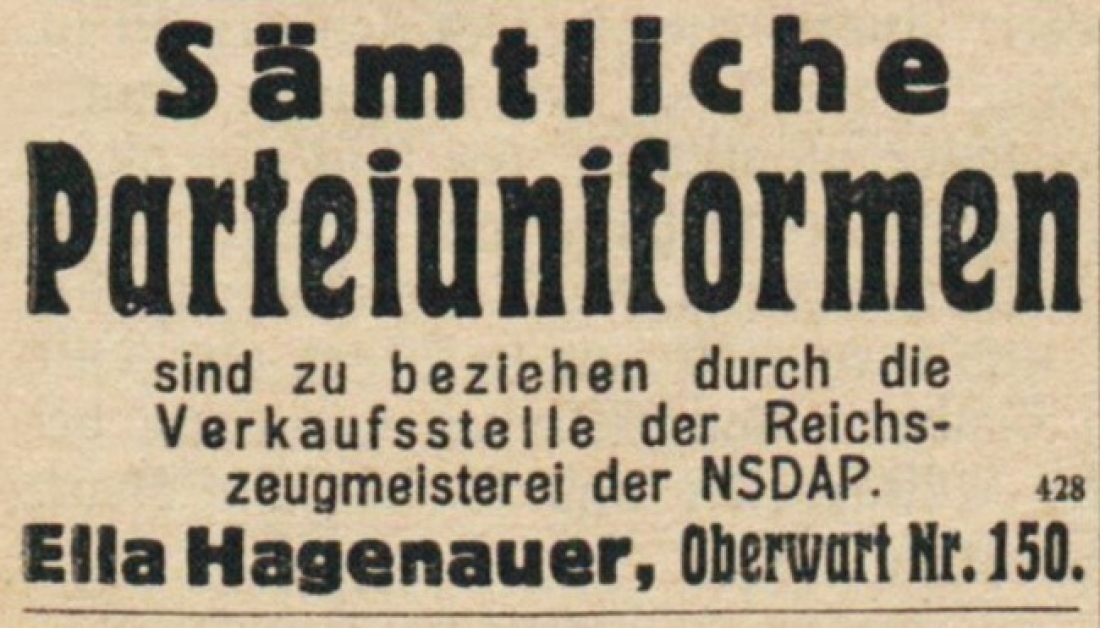 Sämtliche
Parteiuniformen
sind zu beziehen durch die
Verkaufsstelle der Reichs-
zeugmeisterei der NSDAP. 428
Ella Hagenauer, Oberwart Nr. 150.